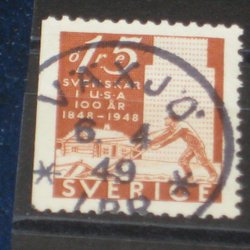 15
öre
SVENSKAR
I
U·S·A
100 ÅR
1848-1948
SVERIGE
VÄXJÖ
6 4
49